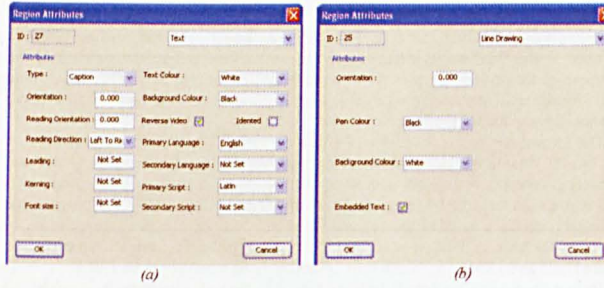 Region Attributes
ID : 27 Text
Attributes
Type : Caption Text Colour : White
Orientation : 0.000 Background Colour : Black
Reading Orientation : 0.000 Reverse Video Idented
Reading Direction : Left To Ri Primary Language : English
Leading : Not Set Secondary Language : Not Set
Kerning : Not Set Primary Script : Latin
Font size : Not Set Secondary Script : Not Set
OK Cancel
(a)
Region Attributes
ID : 25 Line Drawing
Attributes
Orientation : 0.000
Pen Colour : Black
Background Colour : White
Embedded Text :
OK Cancel
(b)